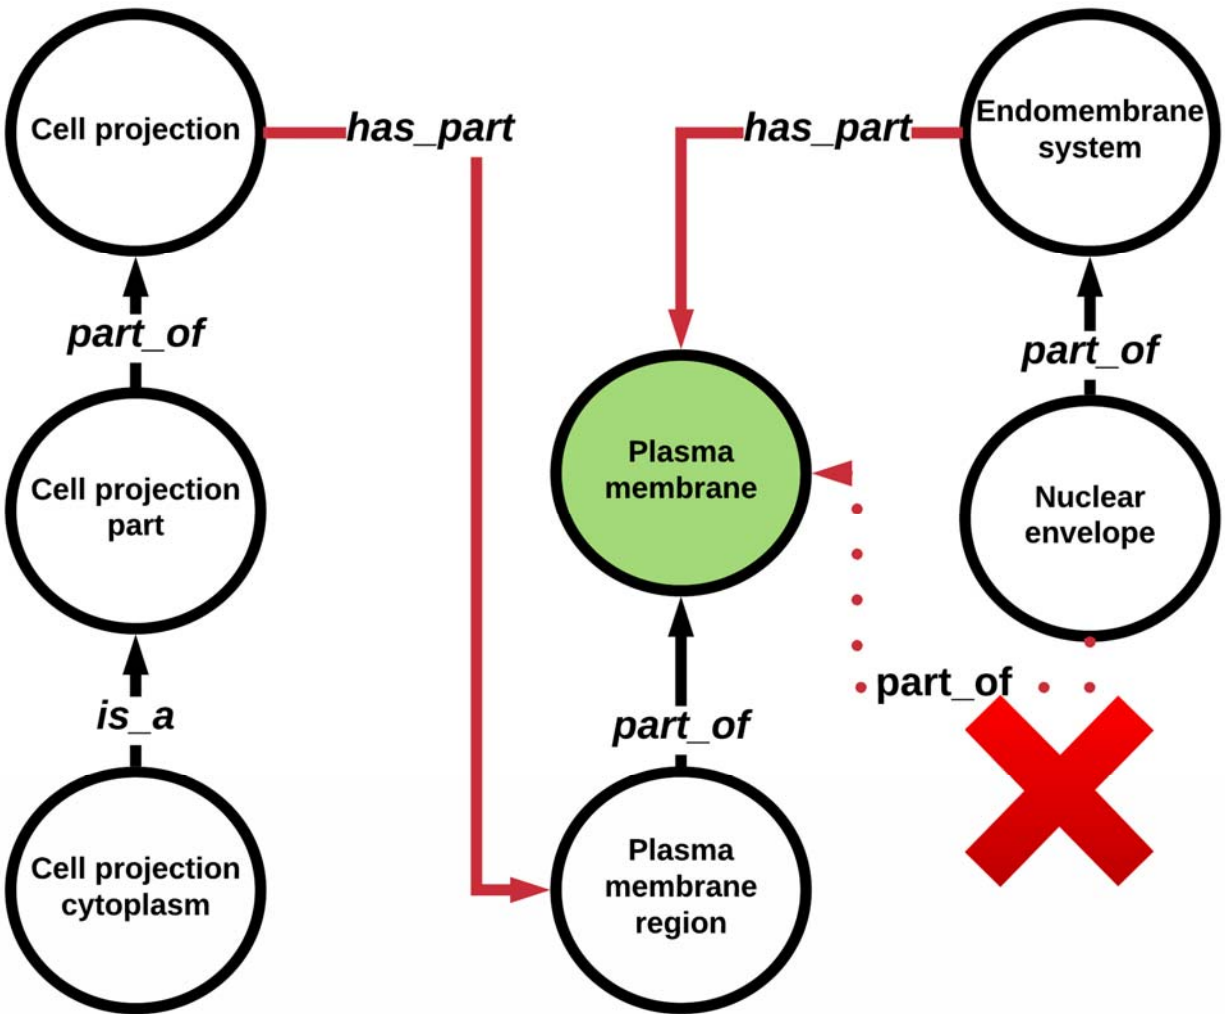 Cell projection
has_part
has_part
Endomembrane
system
part_of
part_of
Cell projection
part
Plasma
membrane
Nuclear
envelope
part_of
is_a
part_of
Cell projection
cytoplasm
Plasma
membrane
region